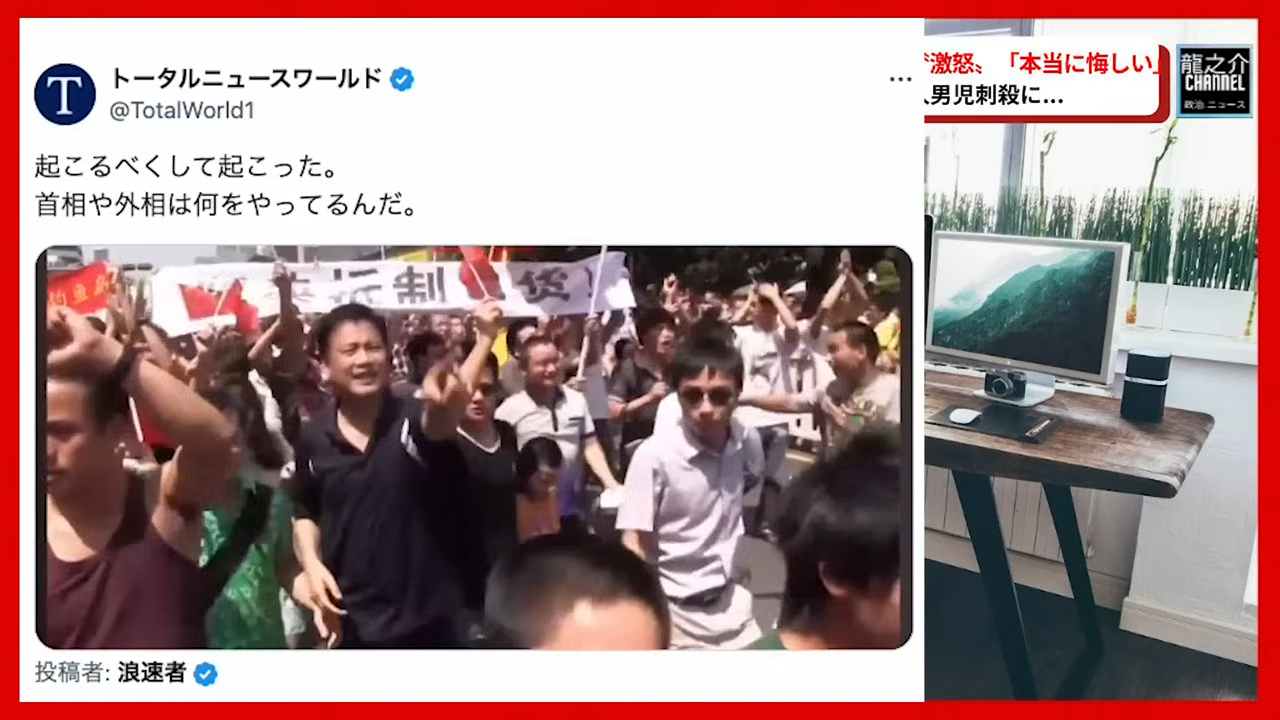 トータルニュースワールド
@TotalWorld1
起こるべくして起こった。
首相や外相は何をやってるんだ。
抵制
货
投稿者: 浪速者
激怒〟「本当に悔しい」
人男児刺殺に...
龍之介
CHANNEL
政治.ニュース
T